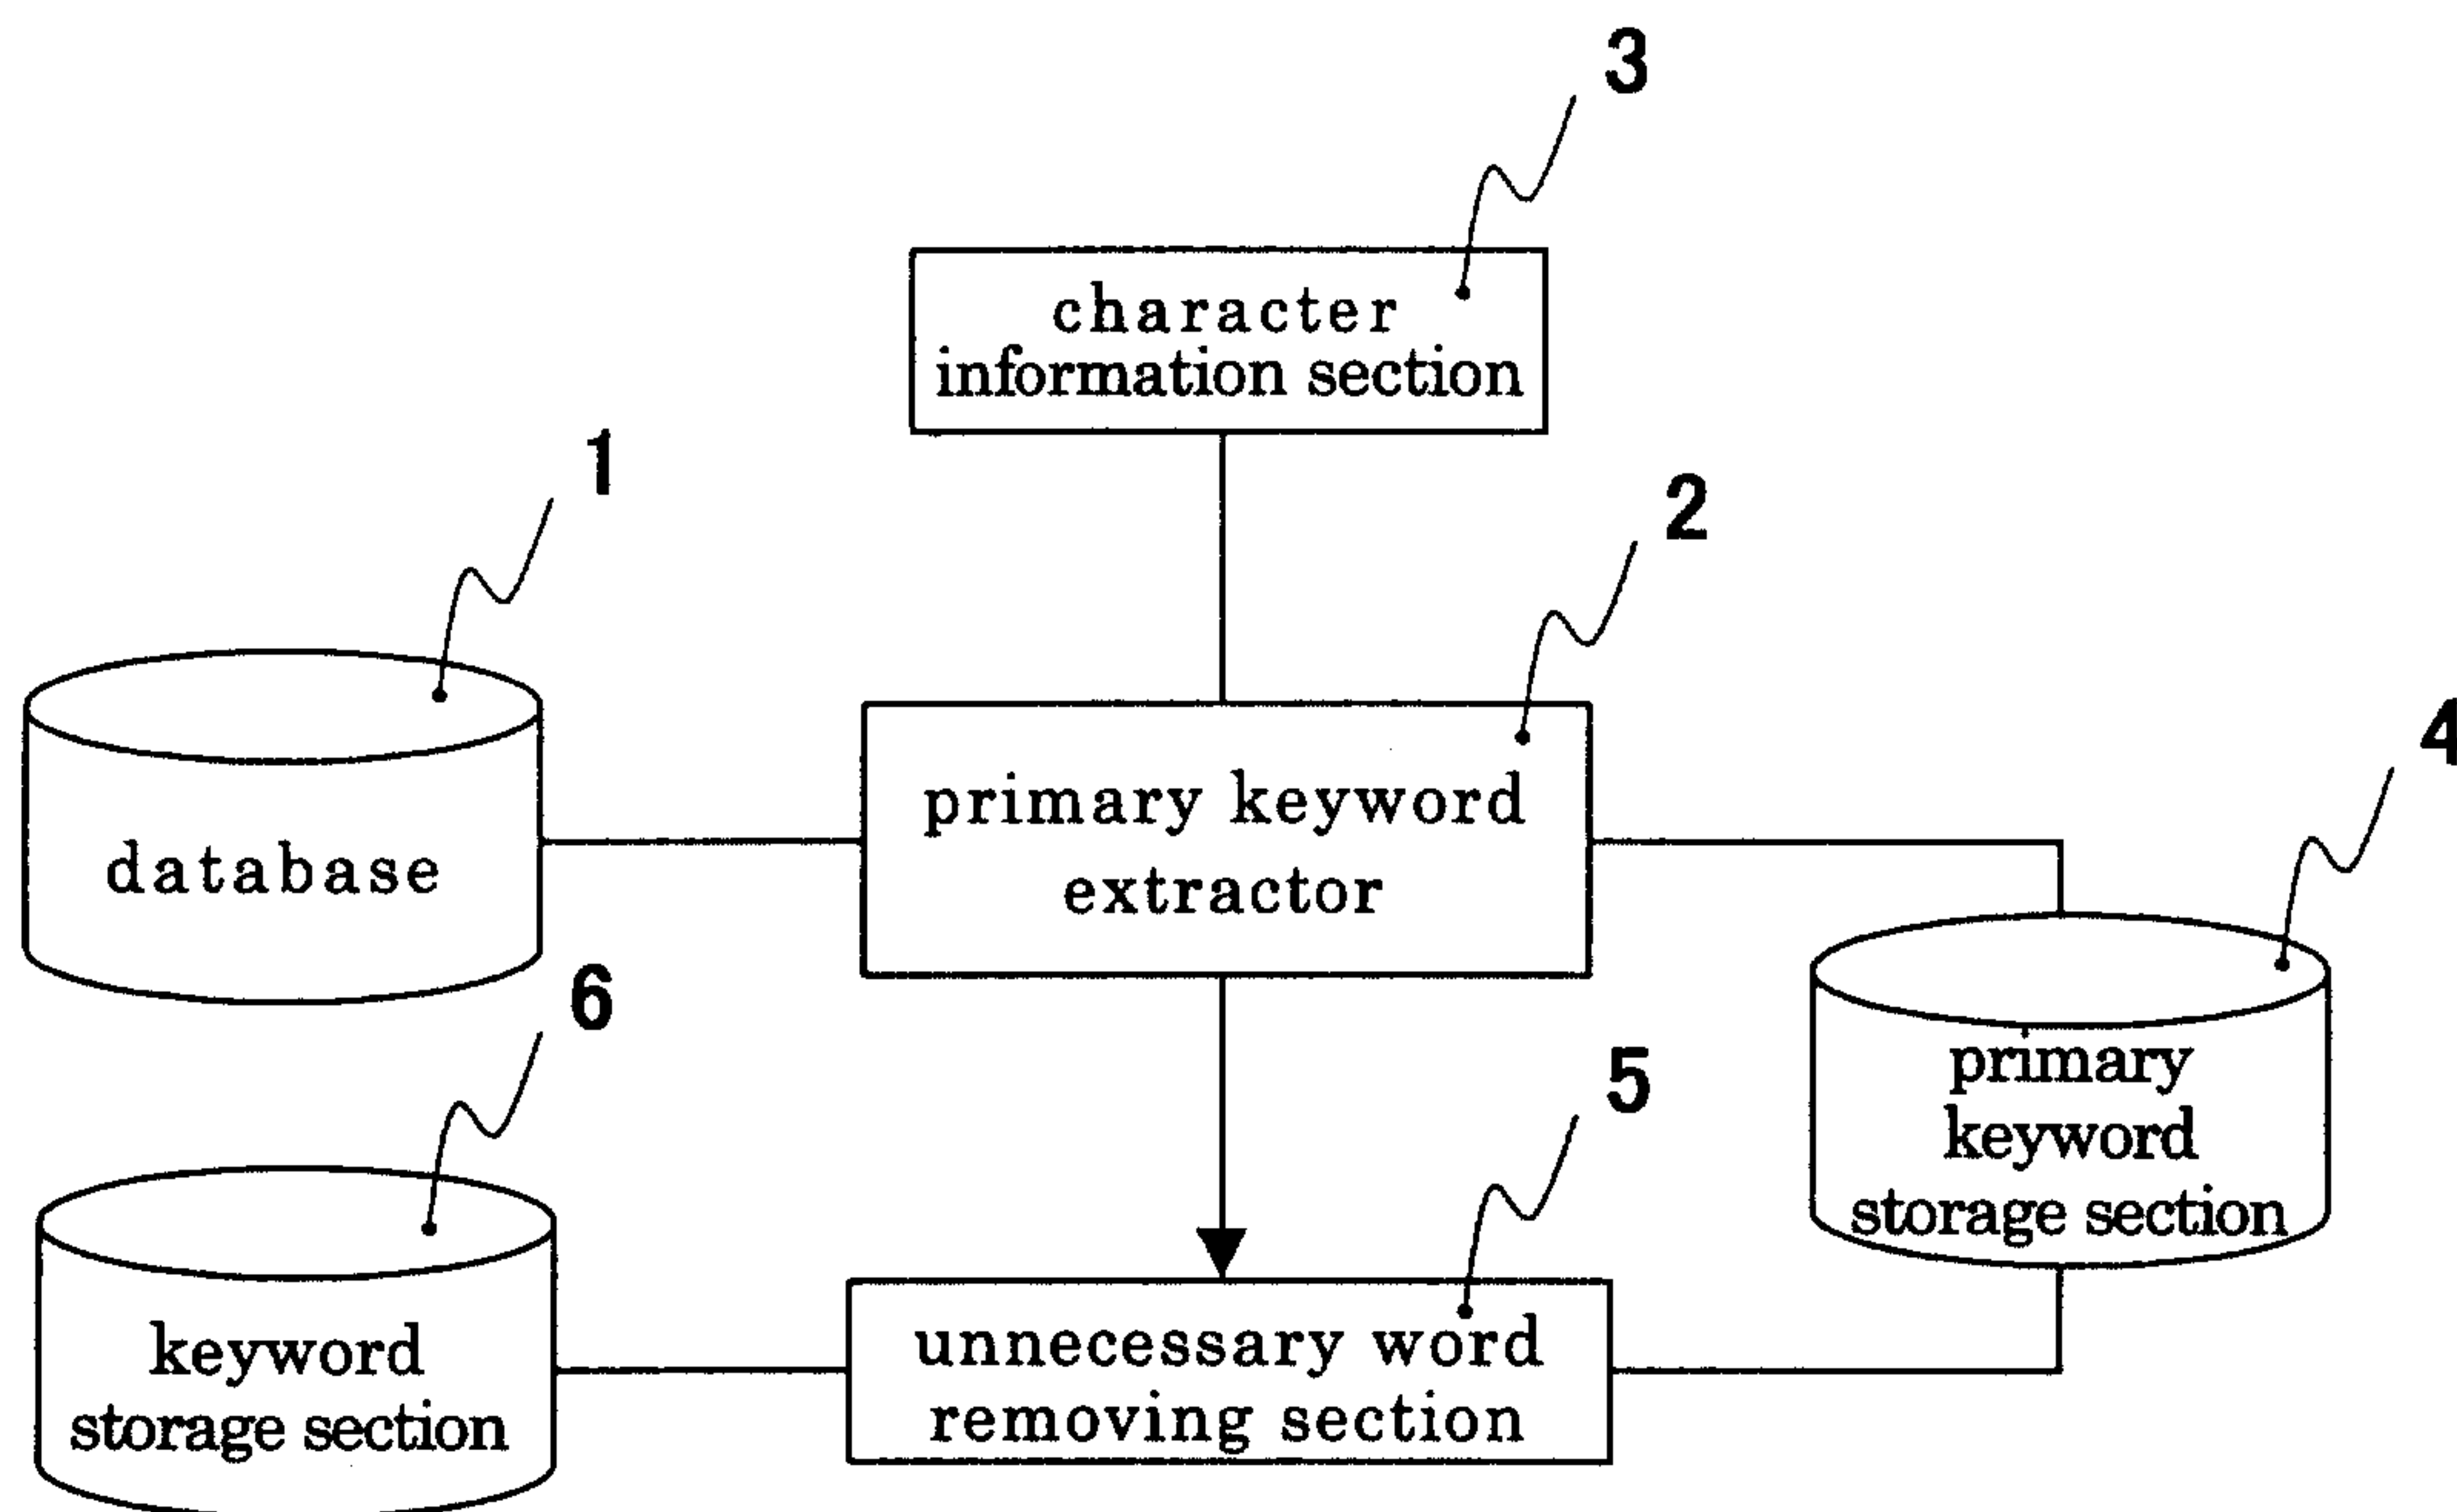 3
character
information section
1
2
database
primary keyword
extractor
4
primary
keyword
storage section
6
keyword
storage section
5
unnecessary word
removing section